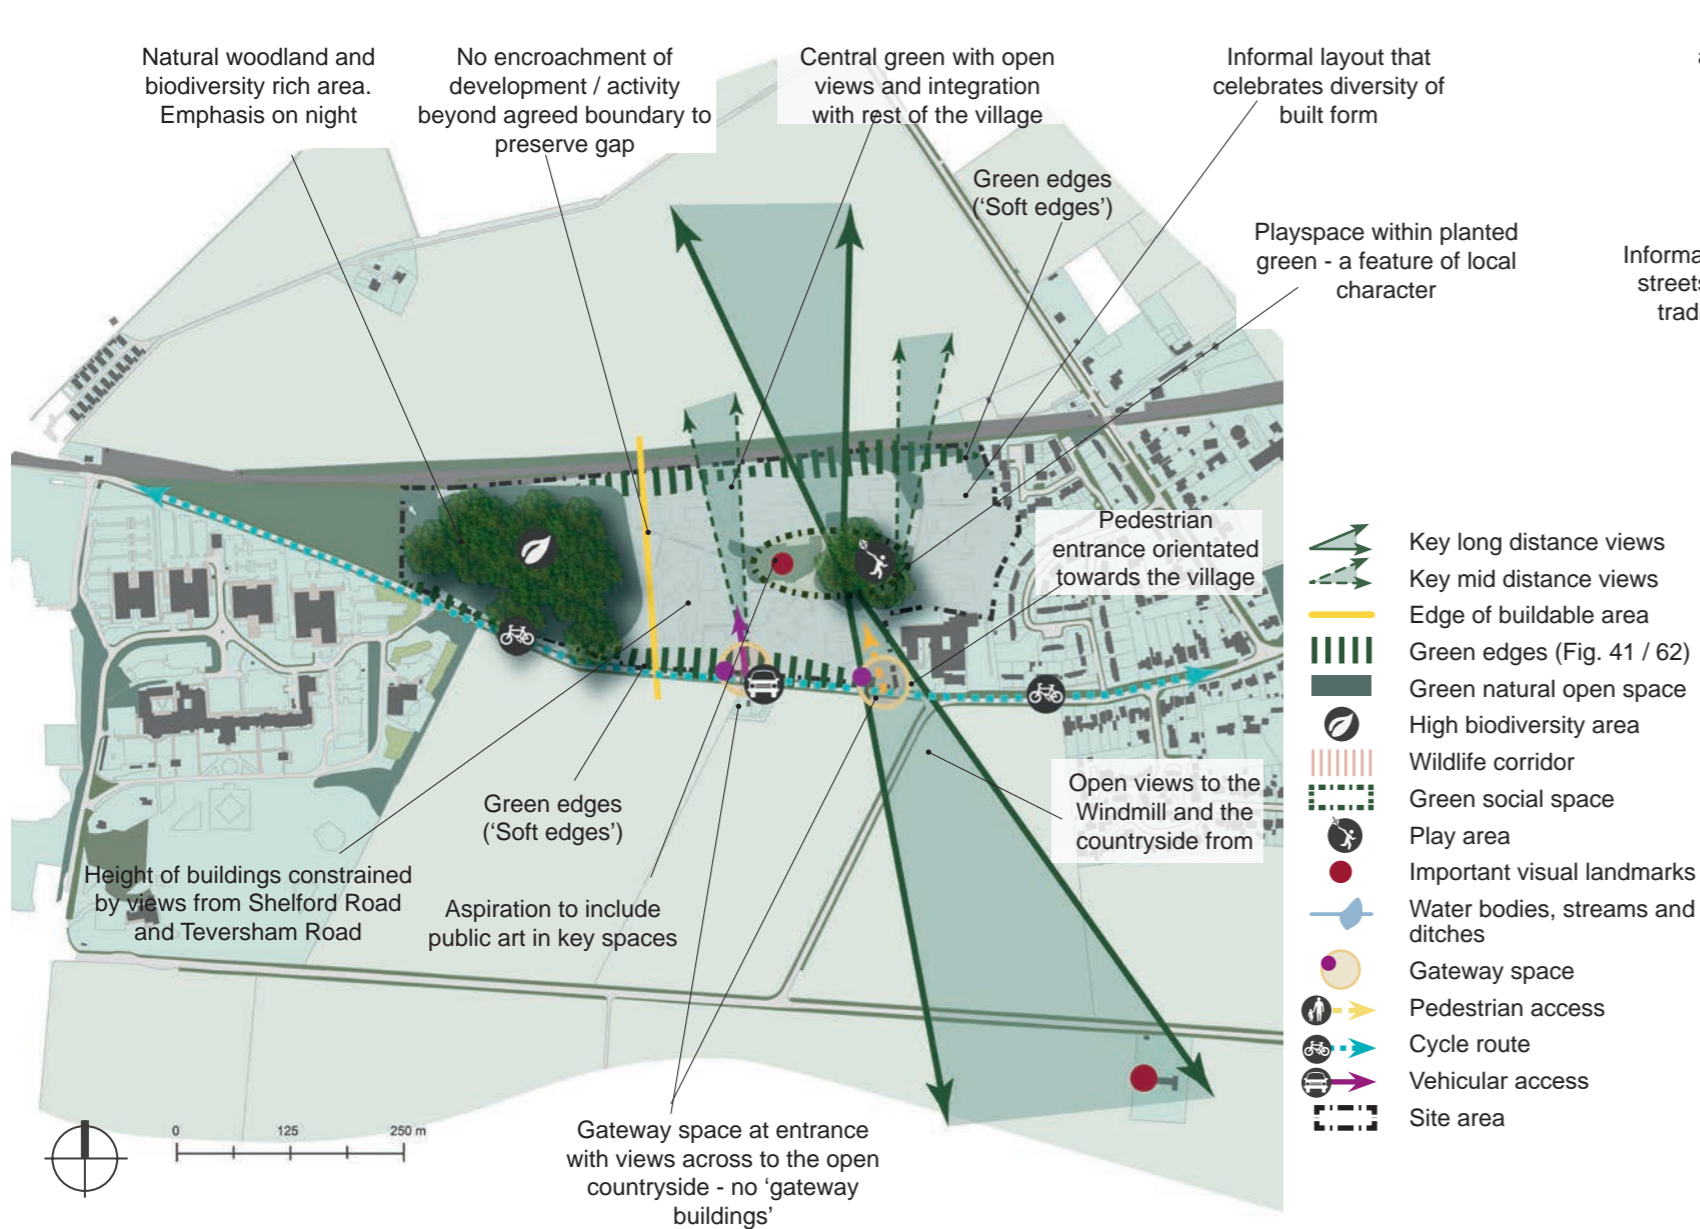 Natural woodland and
biodiversity rich area.
Emphasis on night
No encroachment of
development / activity
beyond agreed boundary to
preserve gap
Central green with open
views and integration
with rest of the village
Informal layout that
celebrates diversity of
built form
Green edges
(‘Soft edges’)
Playspace within planted
green - a feature of local
character
Pedestrian
entrance orientated
towards the village
Open views to the
Windmill and the
countryside from
Green edges
(‘Soft edges’)
Height of buildings constrained
by views from Shelford Road
and Teversham Road
Aspiration to include
public art in key spaces
Gateway space at entrance
with views across to the open
countryside - no ‘gateway
buildings’
0 125 250 m
Key long distance views
Key mid distance views
Edge of buildable area
Green edges (Fig. 41 / 62)
Green natural open space
High biodiversity area
Wildlife corridor
Green social space
Play area
Important visual landmarks
Water bodies, streams and
ditches
Gateway space
Pedestrian access
Cycle route
Vehicular access
Site area